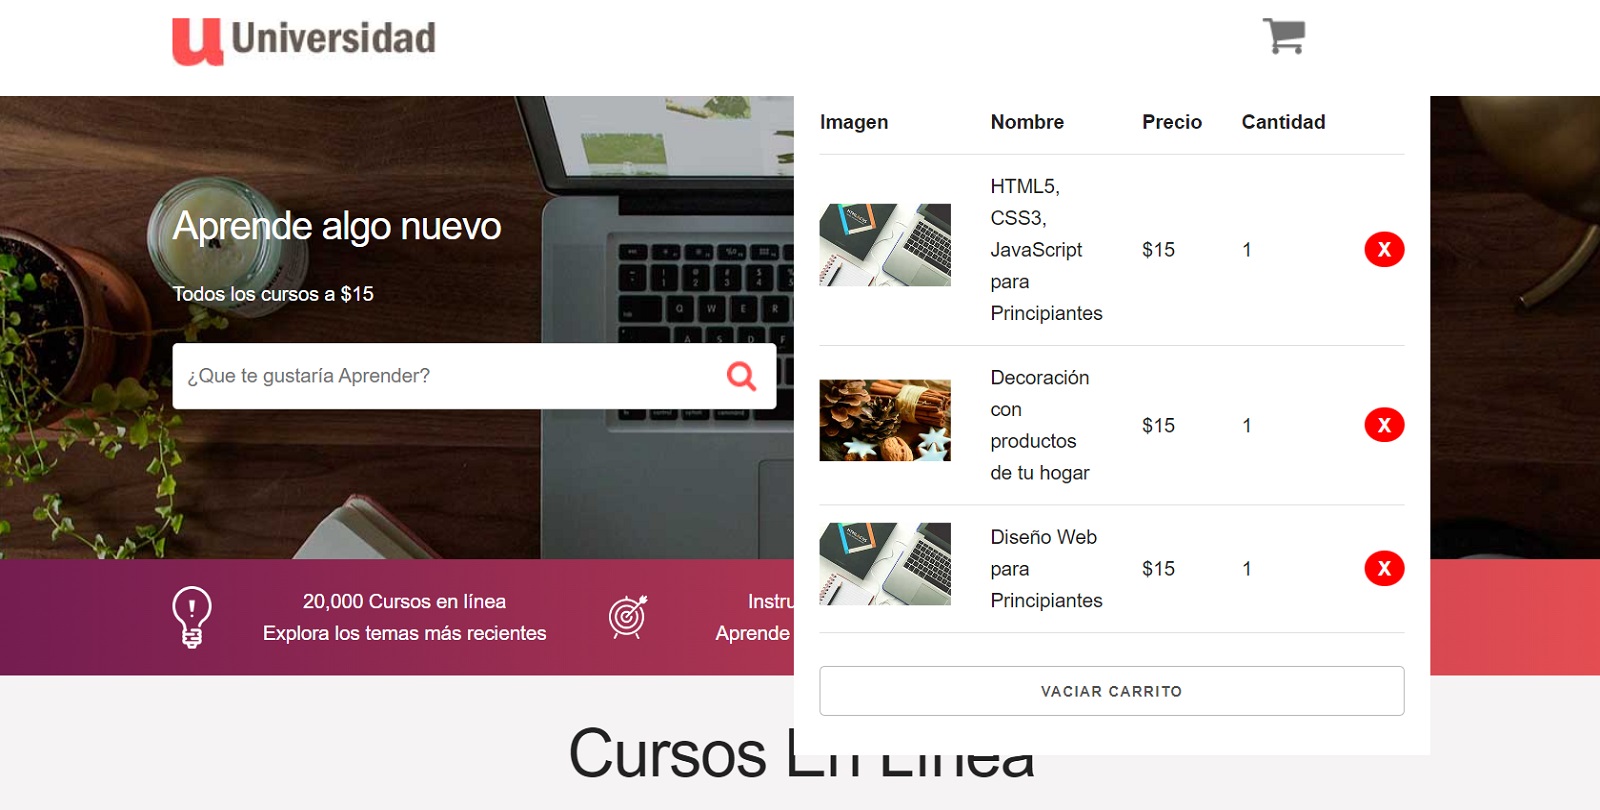 u Universidad
Imagen Nombre Precio Cantidad
HTML5,
CSS3,
JavaScript
para
Principiantes
$15 1 X
Decoración
con
productos
de tu hogar
$15 1 X
Diseño Web
para
Principiantes
$15 1 X
VACIAR CARRITO
Aprende algo nuevo
Todos los cursos a $15
¿Que te gustaría Aprender?
20,000 Cursos en línea
Explora los temas más recientes
Instru
Aprende
Cursos En Línea